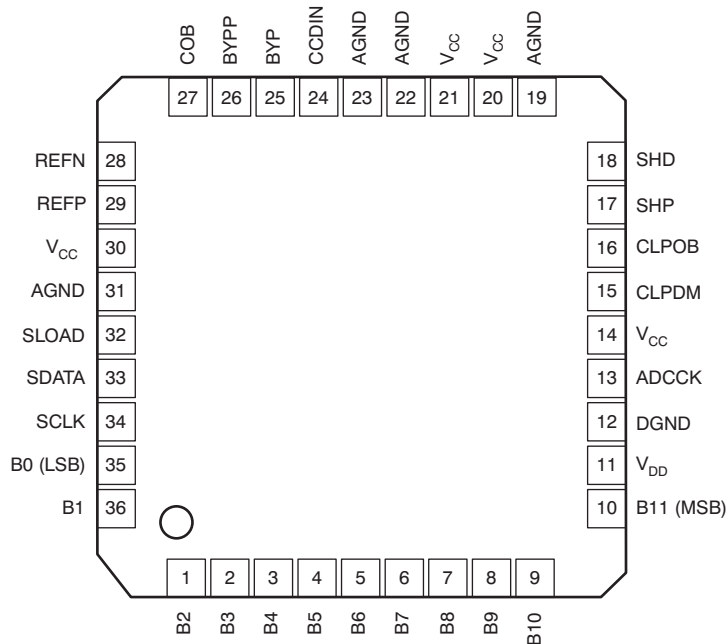 COB
BYPP
BYP
CCDIN
AGND
AGND
VCC
VCC
AGND
27 26 25 24 23 22 21 20 19
REFN 28
REFP 29
VCC 30
AGND 31
SLOAD 32
SDATA 33
SCLK 34
B0 (LSB) 35
B1 36
18 SHD
17 SHP
16 CLPOB
15 CLPDM
14 VCC
13 ADCCK
12 DGND
11 VDD
10 B11 (MSB)
1 2 3 4 5 6 7 8 9
B2
B3
B4
B5
B6
B7
B8
B9
B10